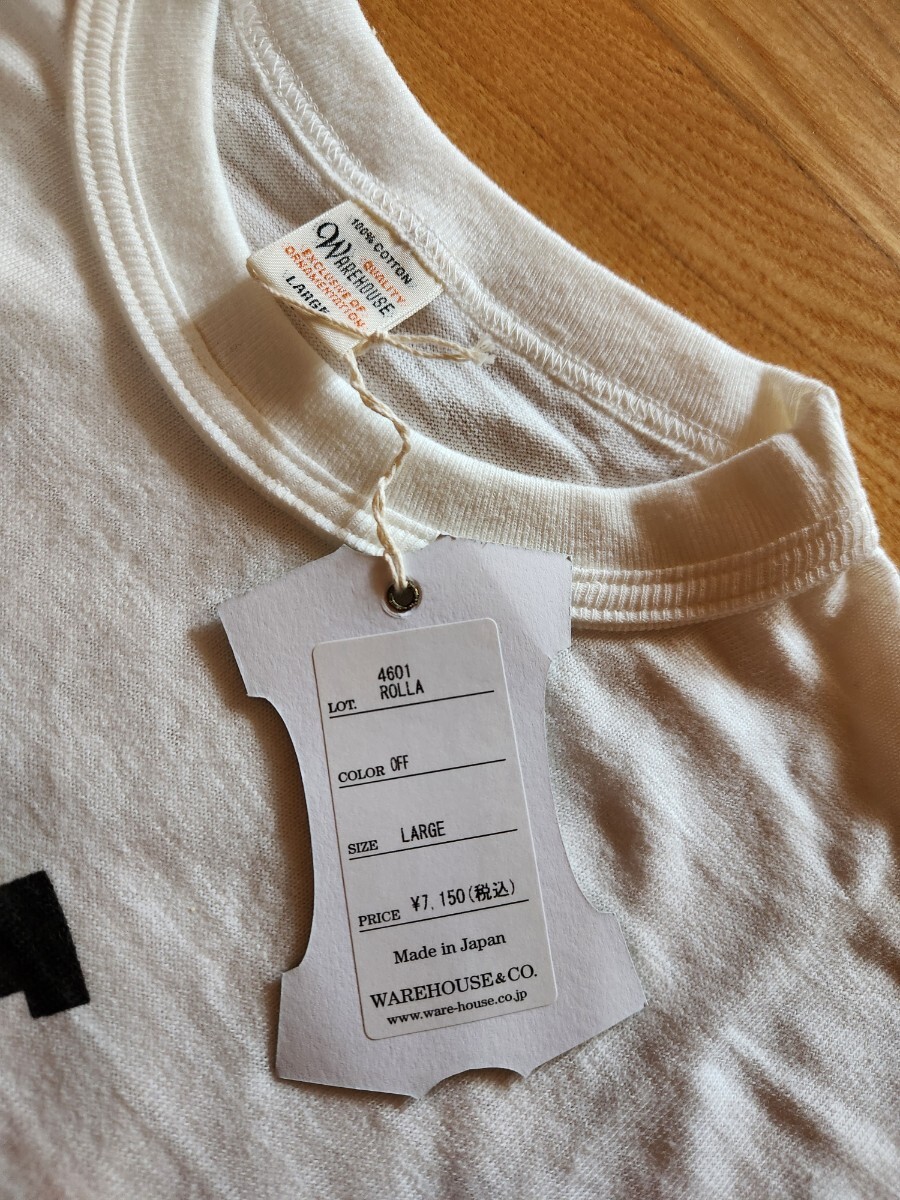 100% COTTON
WAREHOUSE
QUALITY
EXCLUSIVE OF
ORNAMENTATION
LARGE
4601
LOT. ROLLA
COLOR OFF
SIZE LARGE
PRICE ¥7,150(税込)
Made in Japan
WAREHOUSE&CO.
www.ware-house.co.jp